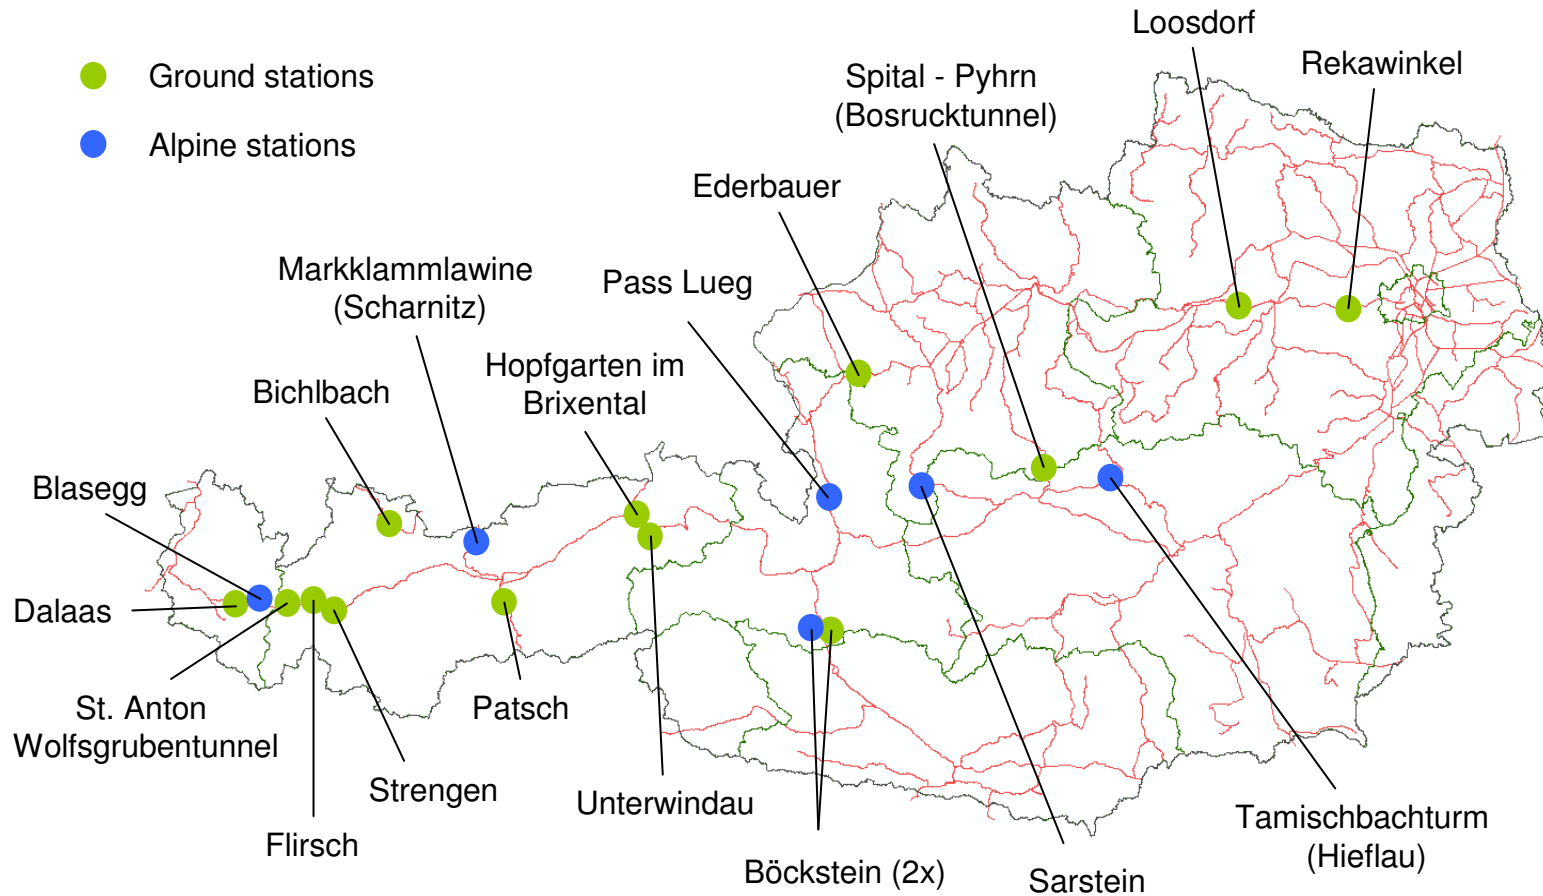 Loosdorf
Ground stations
Spital - Pyhrn
(Bosrucktunnel)
Rekawinkel
Alpine stations
Ederbauer
Markklammlawine
(Scharnitz)
Pass Lueg
Hopfgarten im
Brixental
Bichlbach
Blasegg
Dalaas
St. Anton
Wolfsgrubentunnel
Patsch
Strengen
Unterwindau
Flirsch
Böckstein (2x)
Sarstein
Tamischbachturm
(Hieflau)